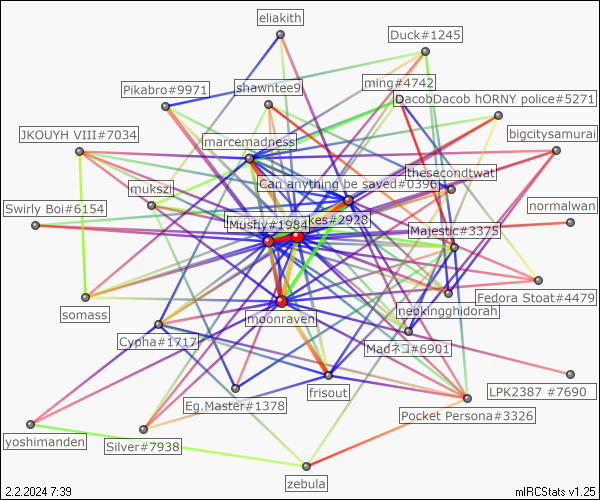 eliakith
Duck#1245
ming#4742
Pikabro#9971
shawntee9
DacobDacob hORNY police#5271
JKOUYH VIII#7034
marcemadness
bigcitysamurai
thesecondtwat
mukszi
Can anything be saved#0396
Swirly Boi#6154
normalwan
Mushy#1984
kes#2928
Majestic#3375
Fedora Stoat#4479
somass
neokingghidorah
moonraven
Cypha#1717
Madネコ#6901
LPK2387 #7690
frisout
Eg.Master#1378
Pocket Persona#3326
yoshimanden
Silver#7938
zebula
2.2.2024 7:39
mIRCStats v1.25